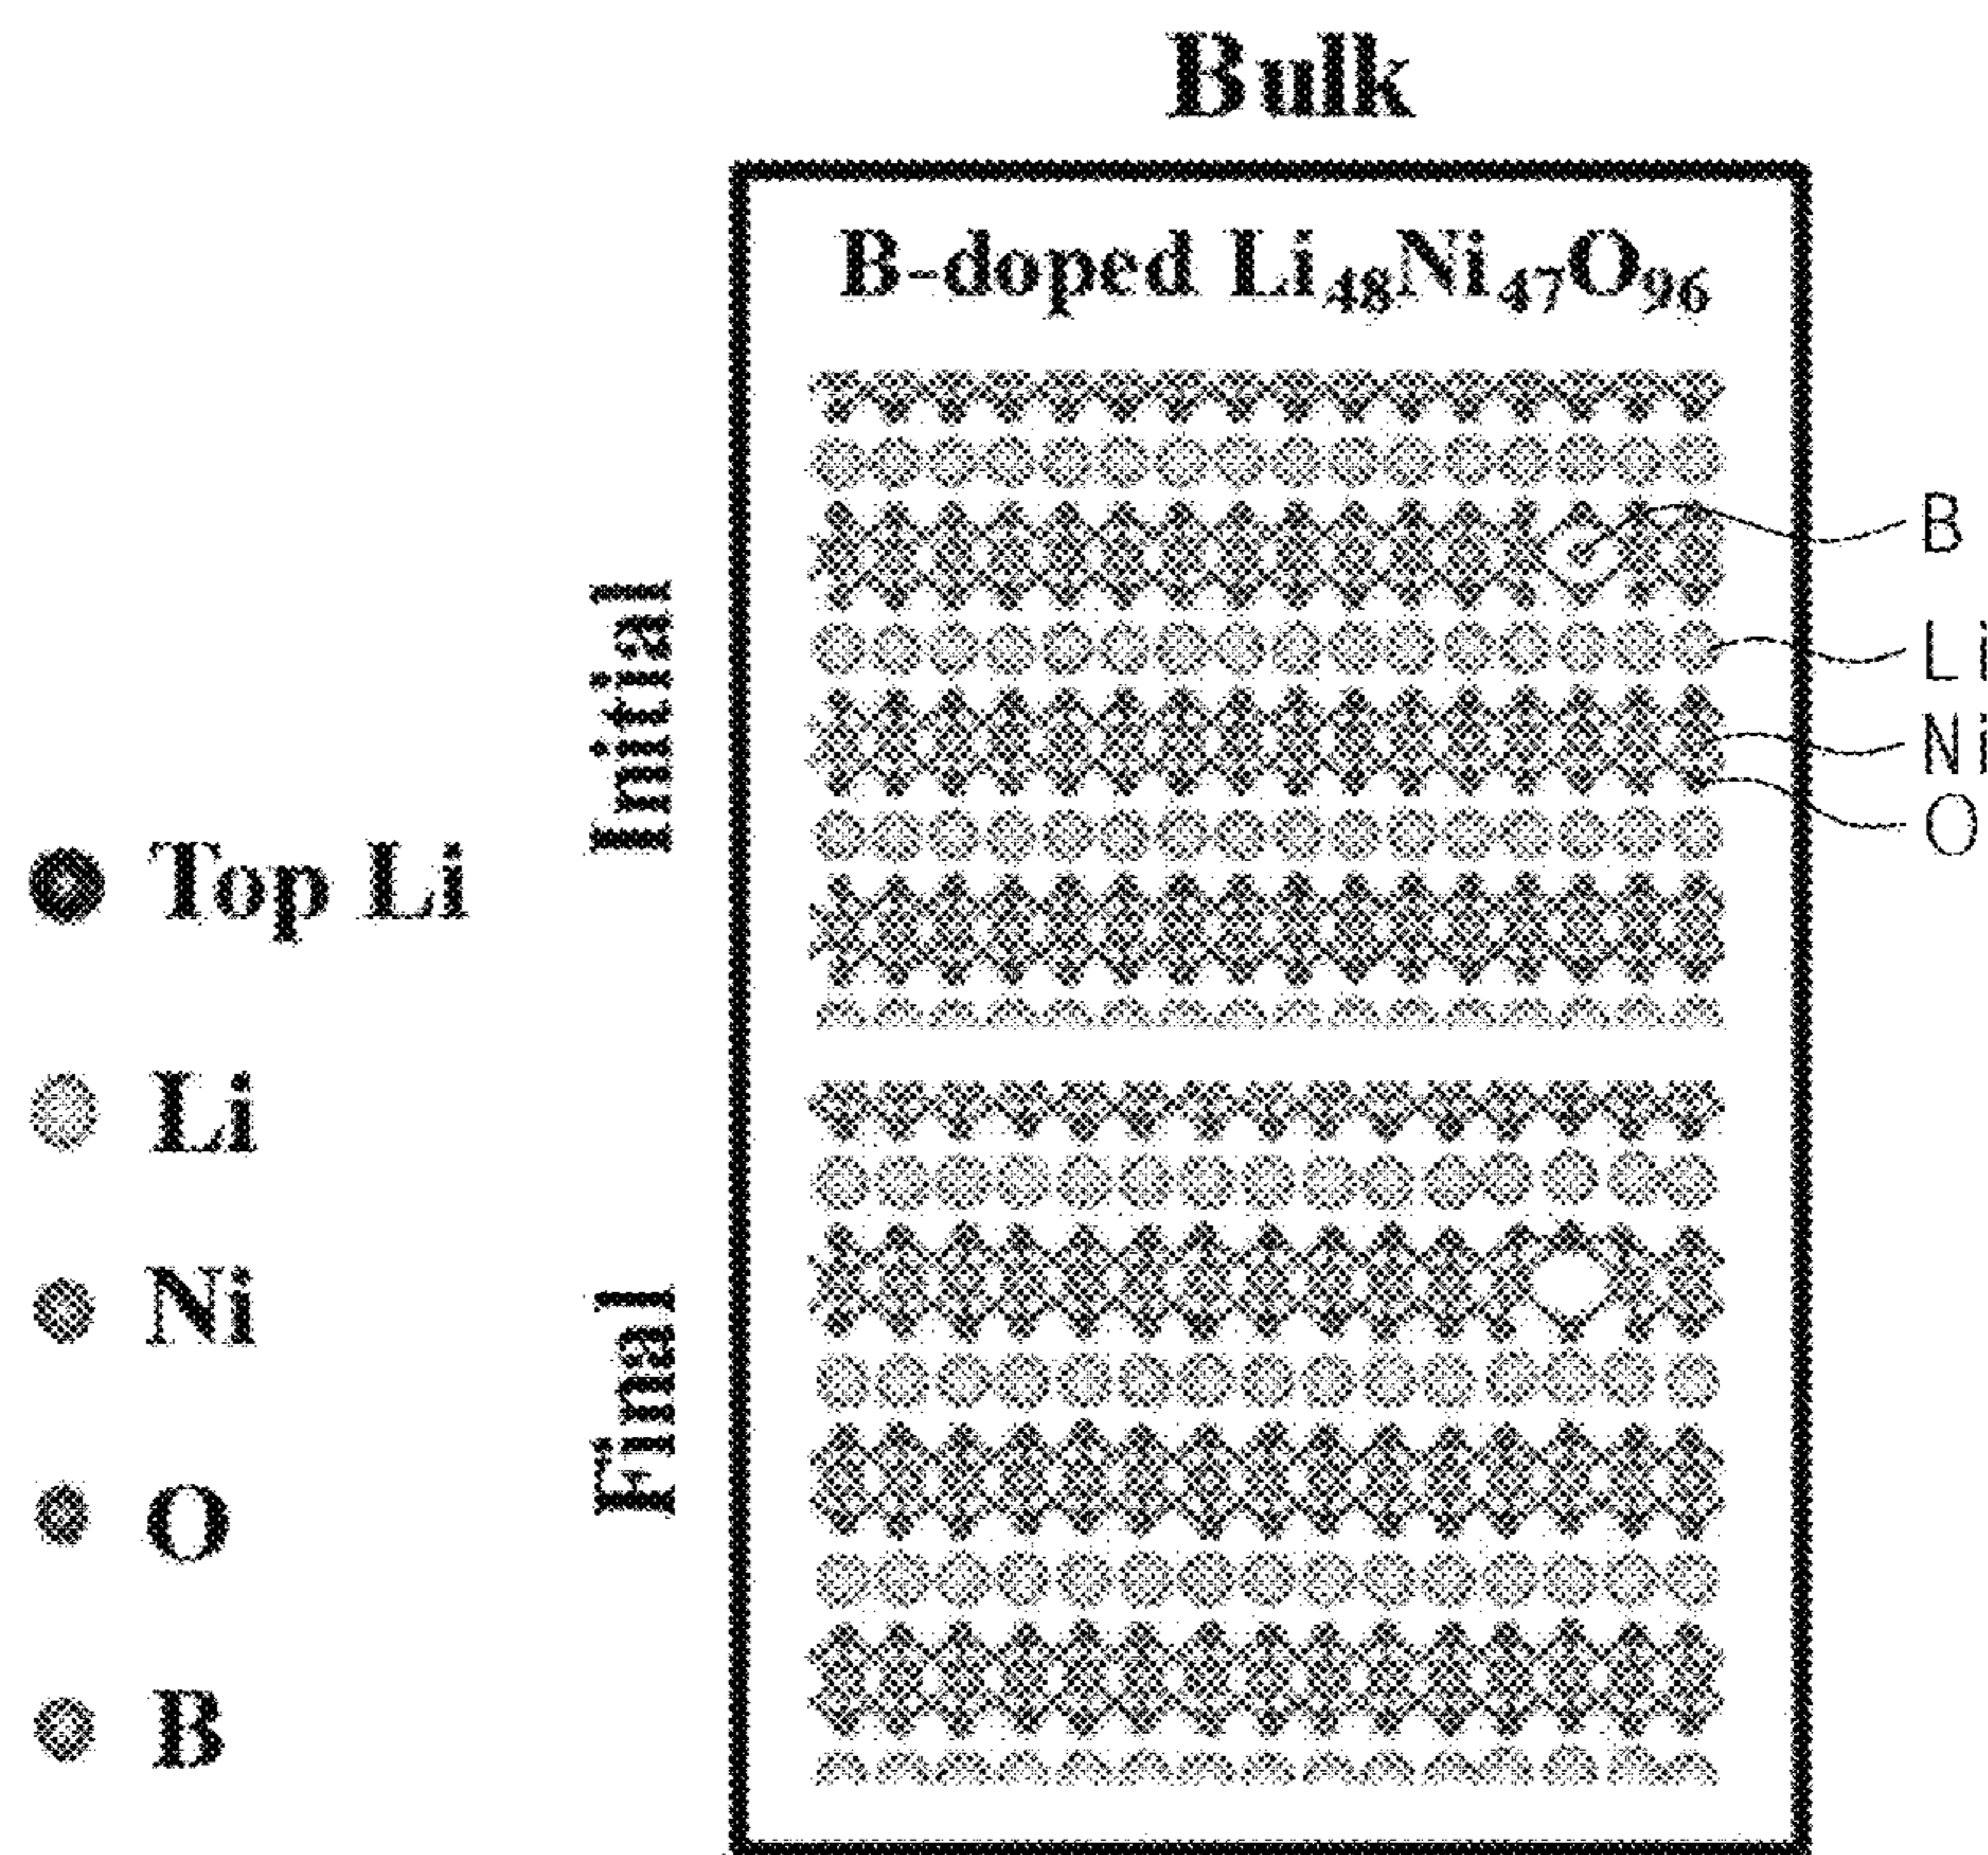 Bulk
B-doped Li₄₈Ni₄₇O₉₆
Initial
B
Li
Ni
O
Final
Top Li
Li
Ni
O
B